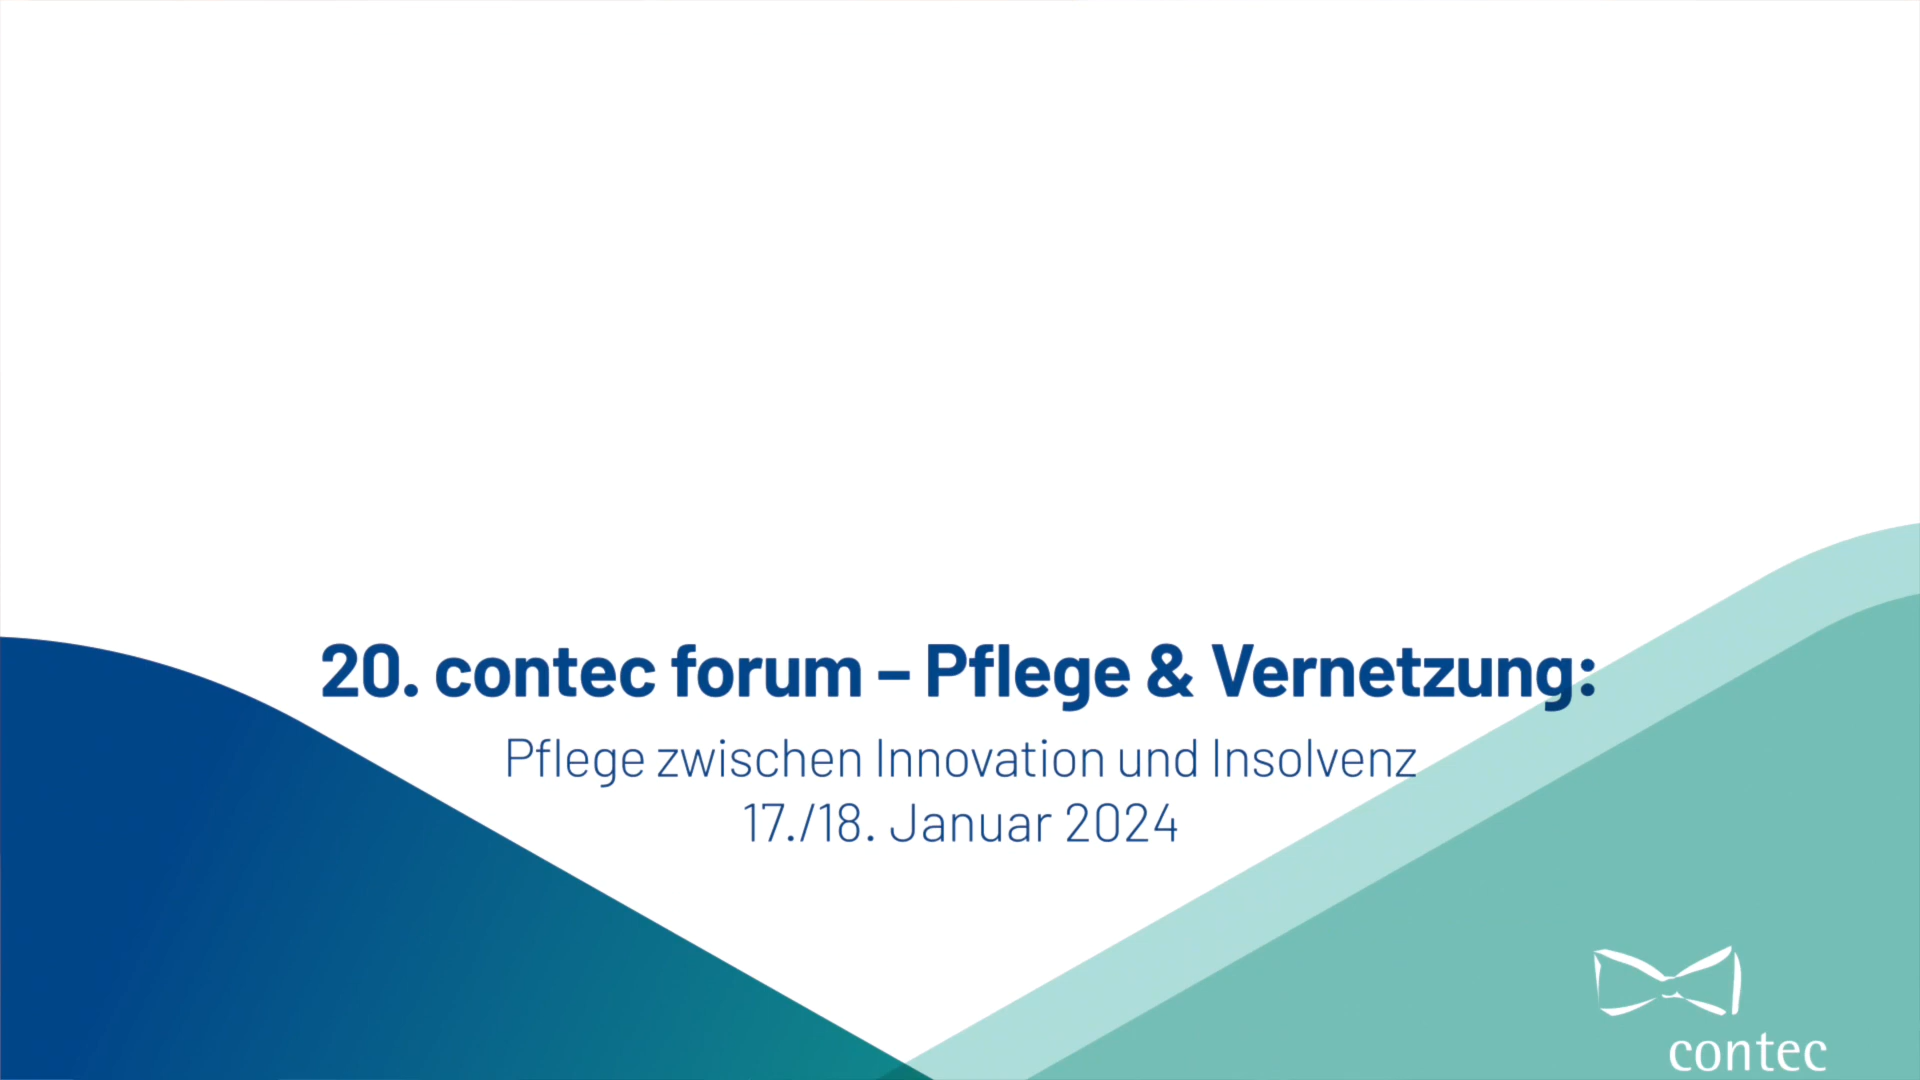 20. contec forum – Pflege & Vernetzung:
Pflege zwischen Innovation und Insolvenz
17./18. Januar 2024
contec